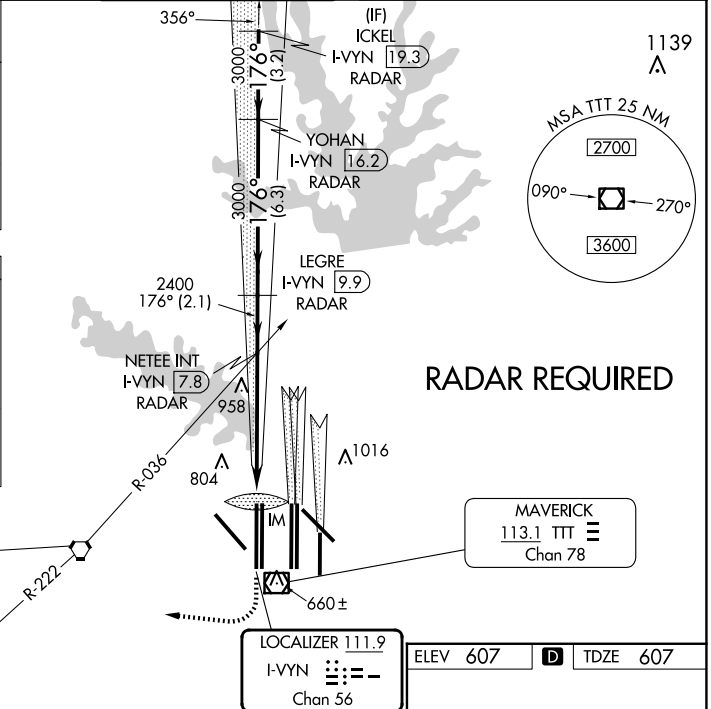 356°
(IF)
ICKEL
I-VYN 19.3
RADAR
3000
176°
(3.2)
1139
MSA TTT 25 NM
2700
090°
270°
3600
YOHAN
I-VYN 16.2
RADAR
3000
176°
(6.3)
LEGRE
I-VYN 9.9
RADAR
2400
176° (2.1)
NETEE INT
I-VYN 7.8
RADAR
958
RADAR REQUIRED
1016
804
R-036
IM
MAVERICK
113.1 TTT
Chan 78
R-222
660±
LOCALIZER 111.9
I-VYN
Chan 56
ELEV 607 D TDZE 607